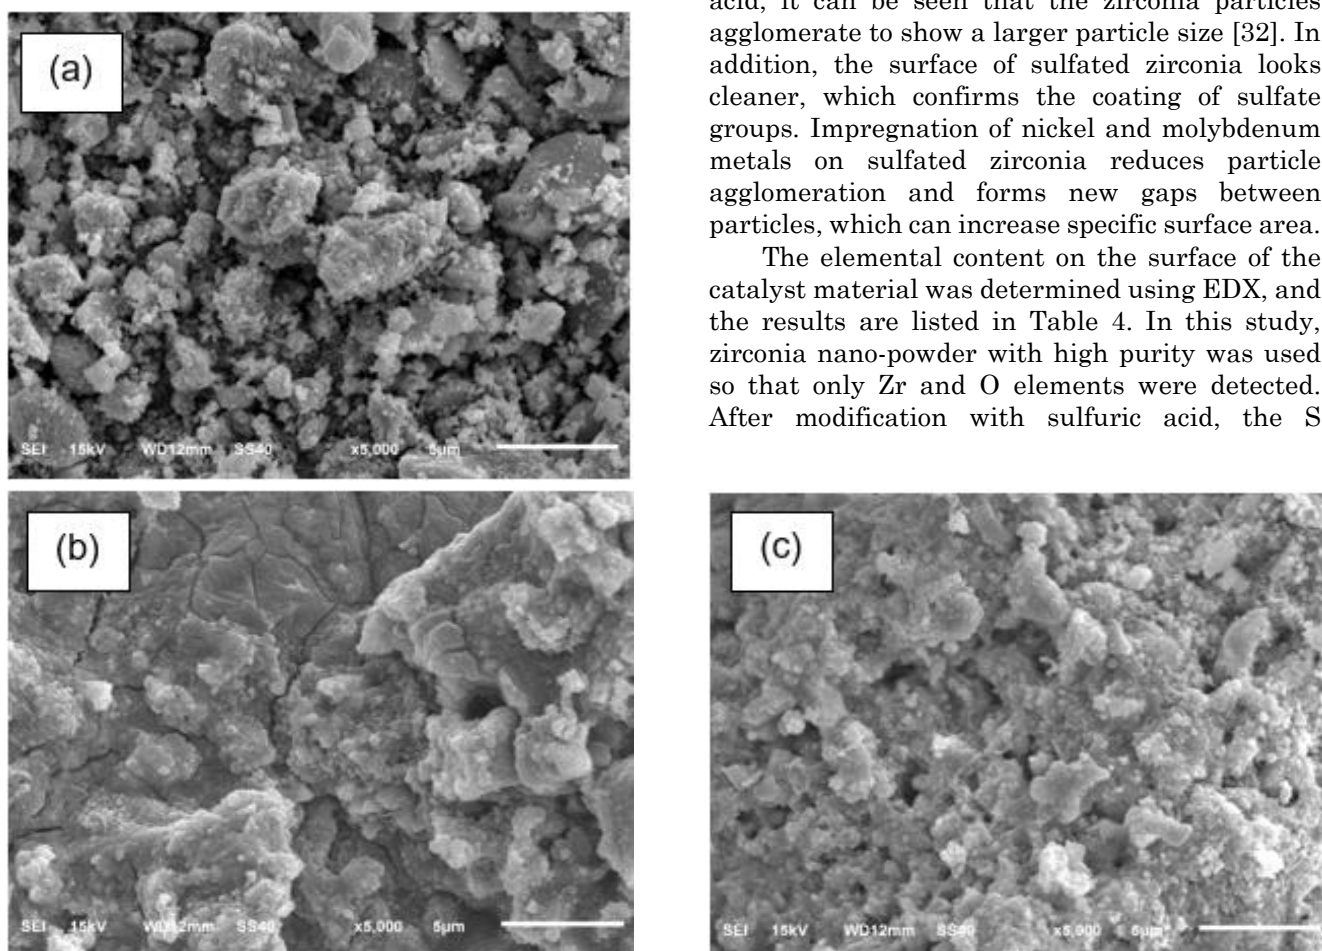 acid, it can be seen that the zirconia particles
agglomerate to show a larger particle size [32]. In
addition, the surface of sulfated zirconia looks
cleaner, which confirms the coating of sulfate
groups. Impregnation of nickel and molybdenum
metals on sulfated zirconia reduces particle
agglomeration and forms new gaps between
particles, which can increase specific surface area.
The elemental content on the surface of the
catalyst material was determined using EDX, and
the results are listed in Table 4. In this study,
zirconia nano-powder with high purity was used
so that only Zr and O elements were detected.
After modification with sulfuric acid, the S
(a)
SEI 15kV WD12mm SS40 x5,000 5μm
(b)
SEI 15kV WD12mm SS40 x5,000 5μm
(c)
SEI 15kV WD12mm SS40 x5,000 5μm